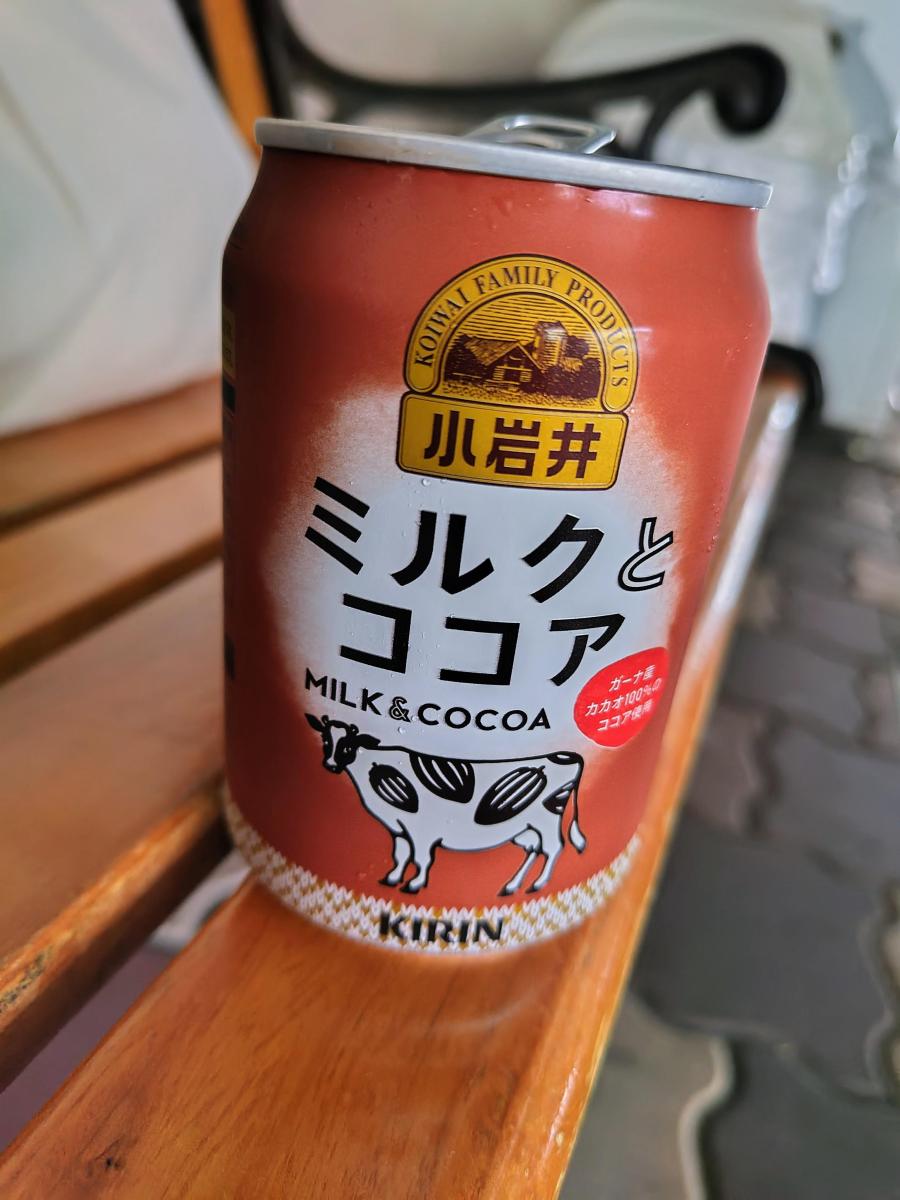 KOIWAI FAMILY PRODUCTS
小岩井
ミルクと
ココア
MILK&COCOA
ガーナ産
カカオ100%の
ココア使用
KIRIN